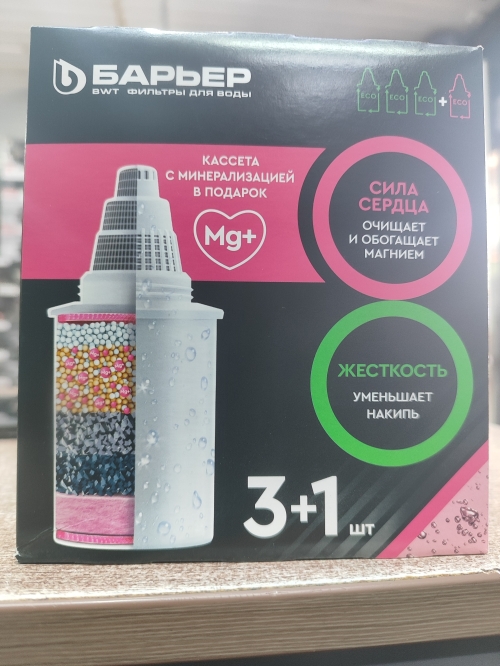 БАРЬЕР
BWT ФИЛЬТРЫ ДЛЯ ВОДЫ
ECO ECO ECO + ECO
КАССЕТА
С МИНЕРАЛИЗАЦИЕЙ
В ПОДАРОК
Mg+
СИЛА
СЕРДЦА
ОЧИЩАЕТ
И ОБОГАЩАЕТ
МАГНИЕМ
ЖЕСТКОСТЬ
УМЕНЬШАЕТ
НАКИПЬ
3+1 шт